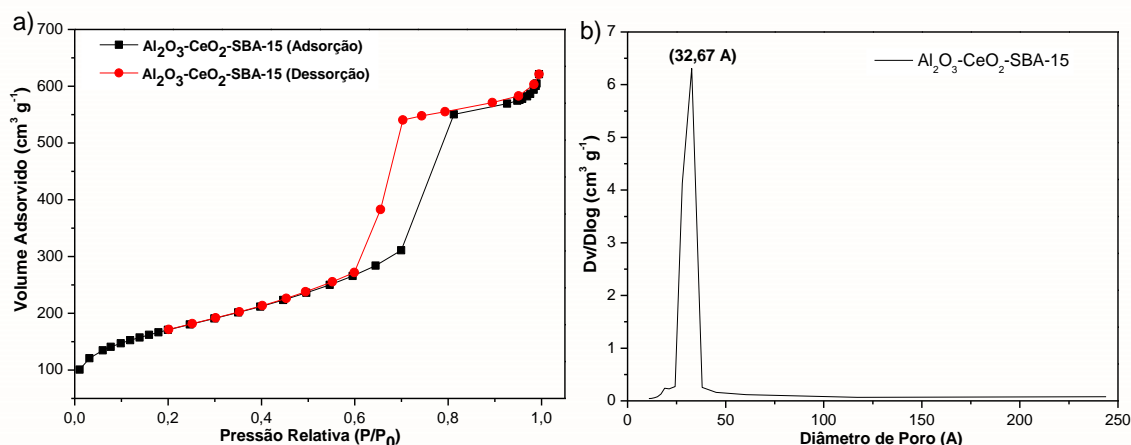 a)
Al₂O₃-CeO₂-SBA-15 (Adsorção)
Al₂O₃-CeO₂-SBA-15 (Dessorção)
Volume Adsorvido (cm³ g⁻¹)
700
600
500
400
300
200
100
0,0 0,2 0,4 0,6 0,8 1,0
Pressão Relativa (P/P₀)
b)
(32,67 A)
Al₂O₃-CeO₂-SBA-15
Dv/Dlog (cm³ g⁻¹)
7
6
5
4
3
2
1
0
0 50 100 150 200 250
Diâmetro de Poro (A)